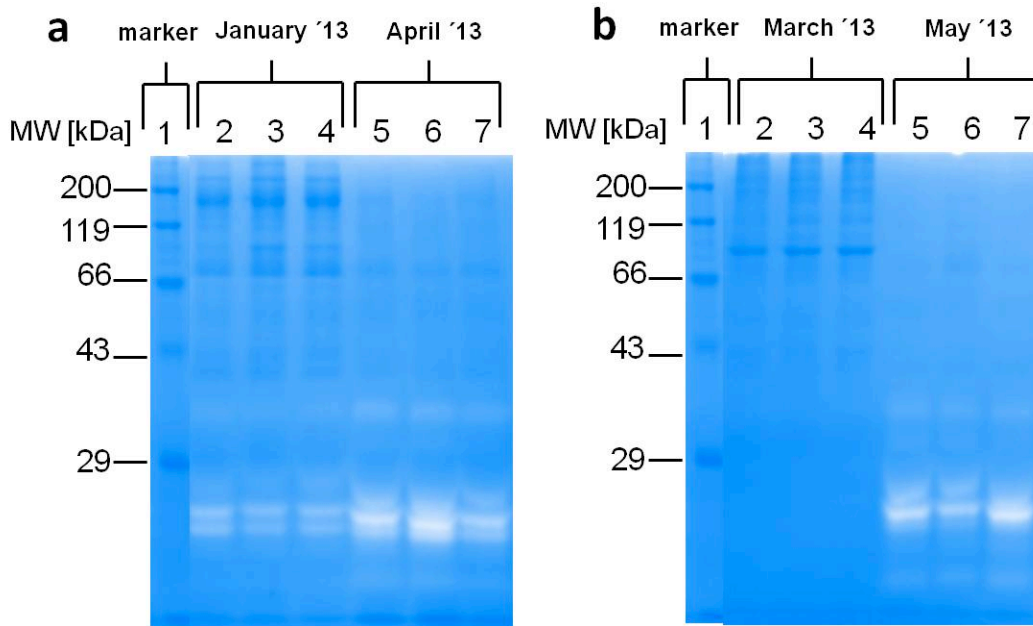 a
marker January ´13 April ´13
MW [kDa] 1 2 3 4 5 6 7
200
119
66
43
29
b
marker March ´13 May ´13
MW [kDa] 1 2 3 4 5 6 7
200
119
66
43
29